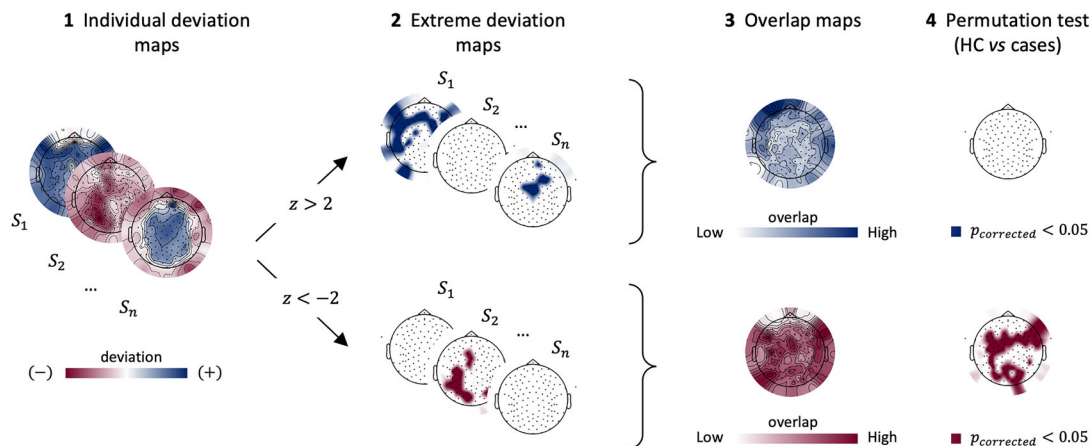 1 Individual deviation
maps
2 Extreme deviation
maps
3 Overlap maps
4 Permutation test
(HC vs cases)
S1
S2
...
Sn
z > 2
z < −2
(−)
deviation
(+)
S1
S2
...
Sn
S1
S2
...
Sn
overlap
Low
High
overlap
Low
High
pcorrected < 0.05
pcorrected < 0.05